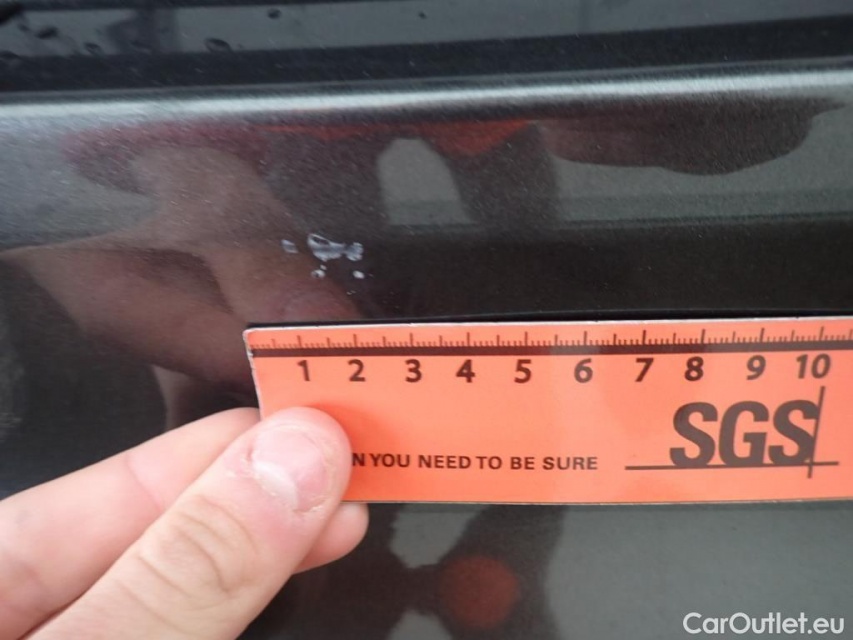 1 2 3 4 5 6 7 8 9 10
SGS
N YOU NEED TO BE SURE
CarOutlet.eu